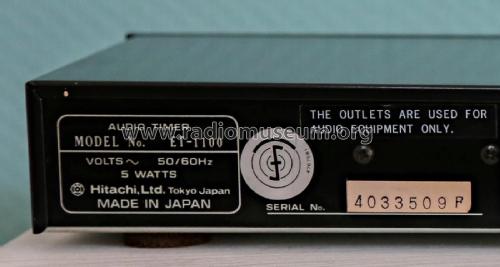 AUDIO TIMER
MODEL No. ET-1100
VOLTS~ 50/60Hz
5 WATTS
Hitachi, Ltd. Tokyo Japan
MADE IN JAPAN
THE OUTLETS ARE USED FOR
AUDIO EQUIPMENT ONLY.
SERIAL No.
4033509 P
www.radiomuseum.org